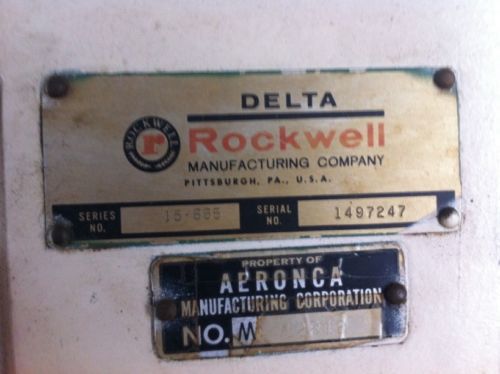 DELTA
ROCKWELL
r
Rockwell
MANUFACTURING COMPANY
PITTSBURGH, PA., U.S.A.
SERIES NO. 15-665 SERIAL NO. 1497247
PROPERTY OF
AERONCA
MANUFACTURING CORPORATION
NO. M